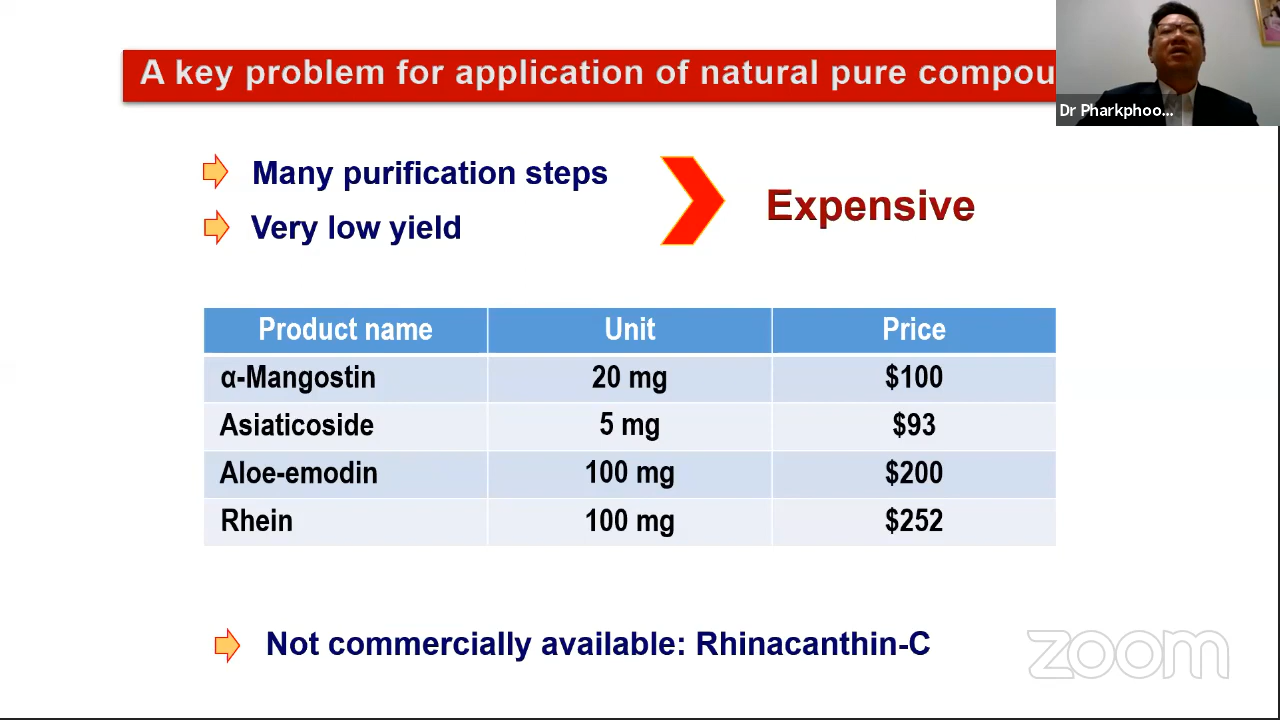 A key problem for application of natural pure compou
Dr Pharkphoo...
Many purification steps
Very low yield
Expensive
Product name Unit Price
α-Mangostin 20 mg $100
Asiaticoside 5 mg $93
Aloe-emodin 100 mg $200
Rhein 100 mg $252
Not commercially available: Rhinacanthin-C
zoom